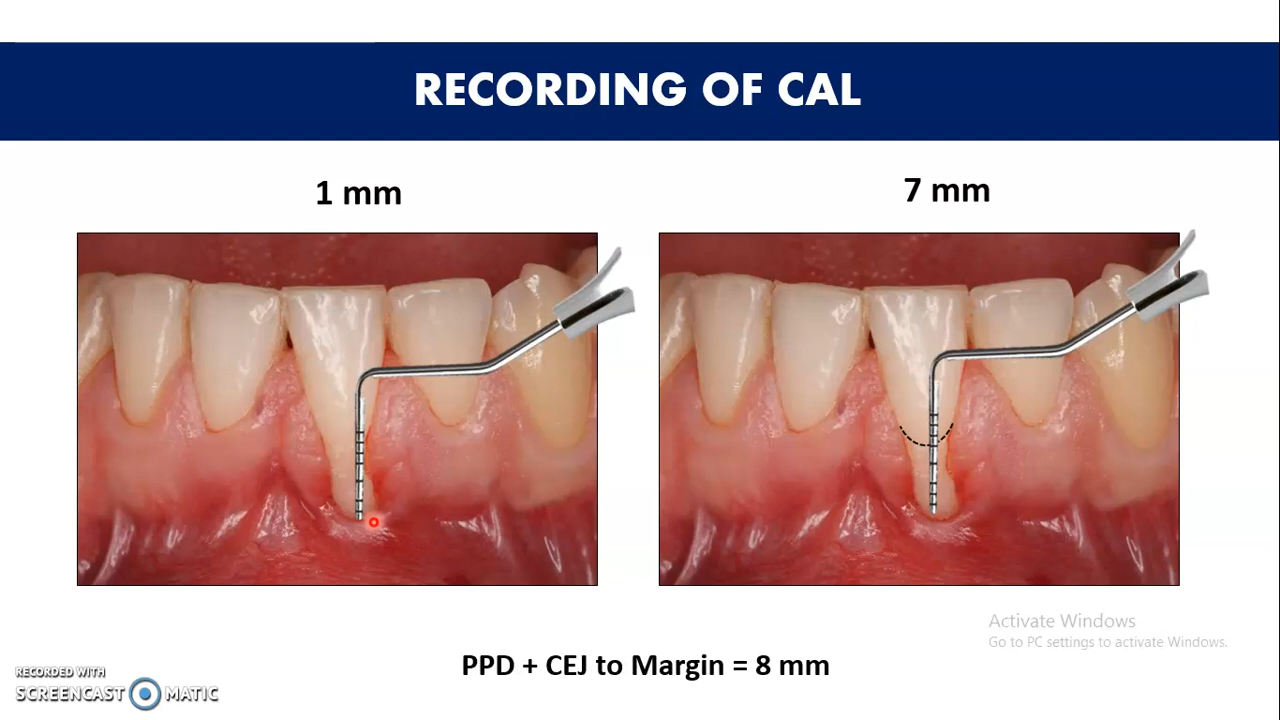 RECORDING OF CAL
1 mm
7 mm
Activate Windows
Go to PC settings to activate Windows.
PPD + CEJ to Margin = 8 mm
RECORDED WITH
SCREENCAST MATIC